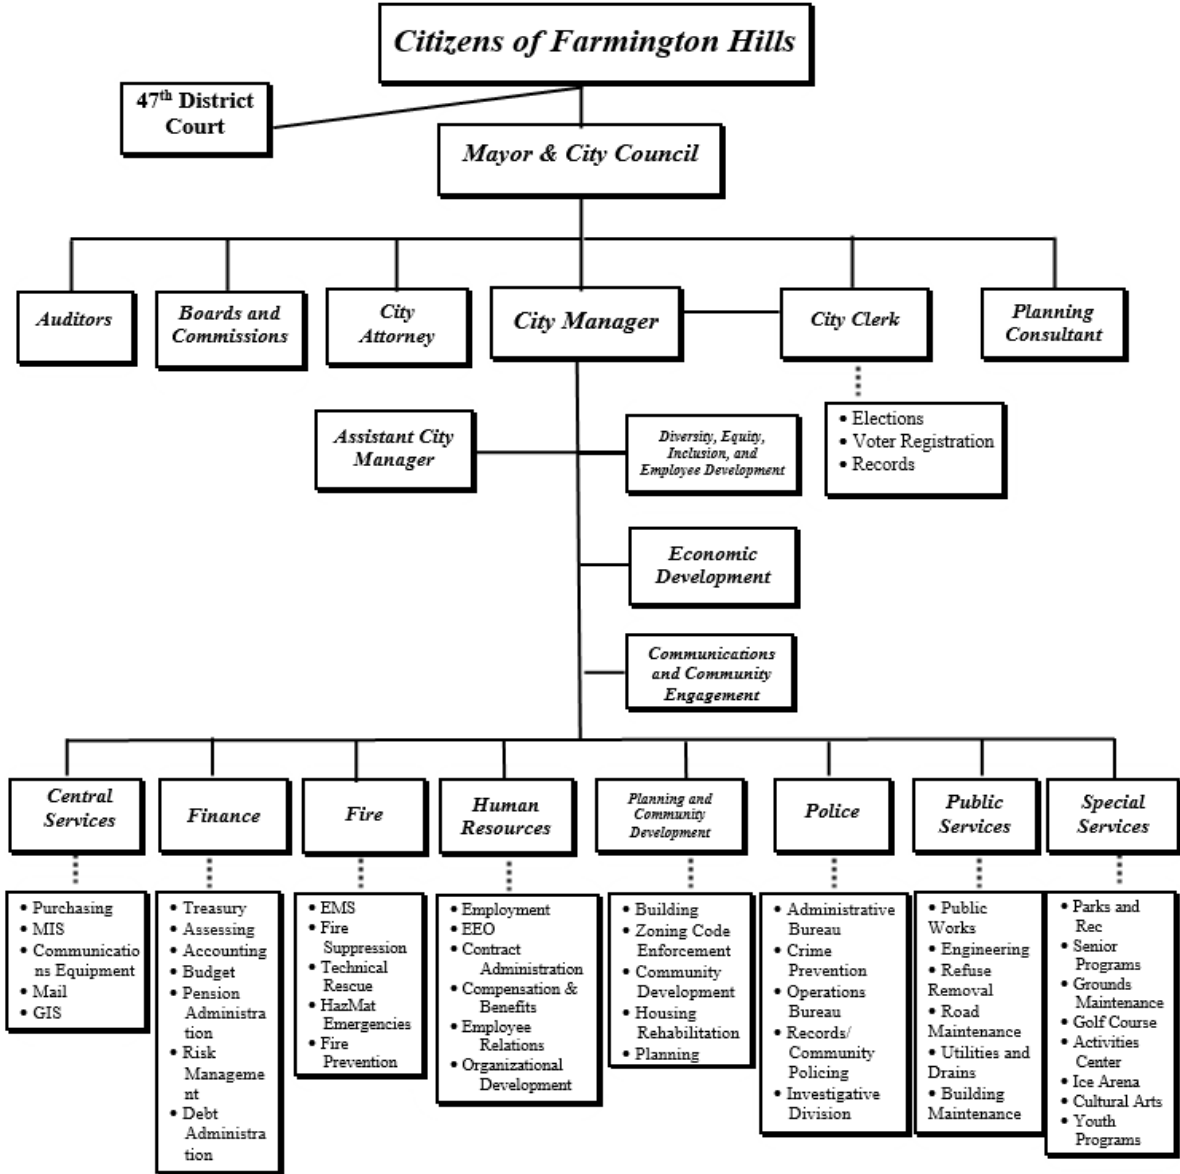 Citizens of Farmington Hills
47th District
Court
Mayor & City Council
Auditors
Boards and
Commissions
City
Attorney
City Manager
City Clerk
Planning
Consultant
• Elections
• Voter Registration
• Records
Assistant City
Manager
Diversity, Equity,
Inclusion, and
Employee Development
Economic
Development
Communications
and Community
Engagement
Central
Services
Finance
Fire
Human
Resources
Planning and
Community
Development
Police
Public
Services
Special
Services
• Purchasing
• MIS
• Communicatio
ns Equipment
• Mail
• GIS
• Treasury
• Assessing
• Accounting
• Budget
• Pension
Administra
tion
• Risk
Manageme
nt
• Debt
Administra
tion
• EMS
• Fire
Suppression
• Technical
Rescue
• HazMat
Emergencies
• Fire
Prevention
• Employment
• EEO
• Contract
Administration
• Compensation &
Benefits
• Employee
Relations
• Organizational
Development
• Building
• Zoning Code
Enforcement
• Community
Development
• Housing
Rehabilitation
• Planning
• Administrative
Bureau
• Crime
Prevention
• Operations
Bureau
• Records/
Community
Policing
• Investigative
Division
• Public
Works
• Engineering
• Refuse
Removal
• Road
Maintenance
• Utilities and
Drains
• Building
Maintenance
• Parks and
Rec
• Senior
Programs
• Grounds
Maintenance
• Golf Course
• Activities
Center
• Ice Arena
• Cultural Arts
• Youth
Programs